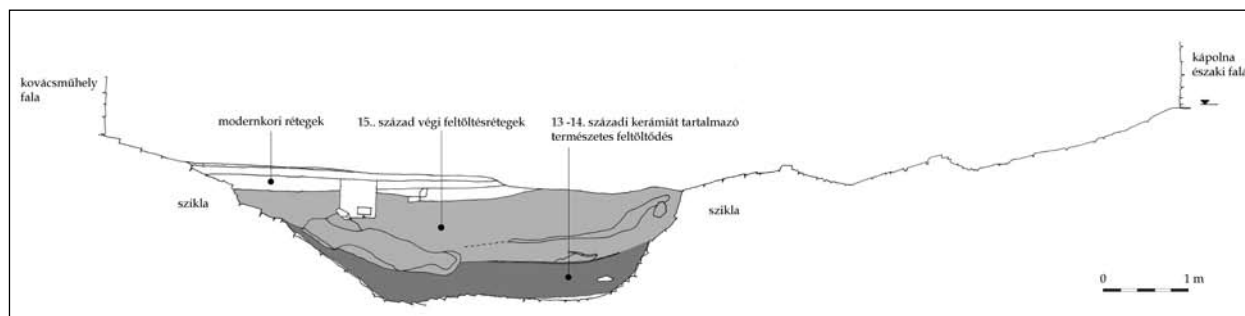 kovácsműhely
fala
modernkori rétegek
15.. század végi feltöltésrétegek
13 -14. századi kerámiát tartalmazó
természetes feltöltődés
kápolna
északi fala
szikla
szikla
0 1 m